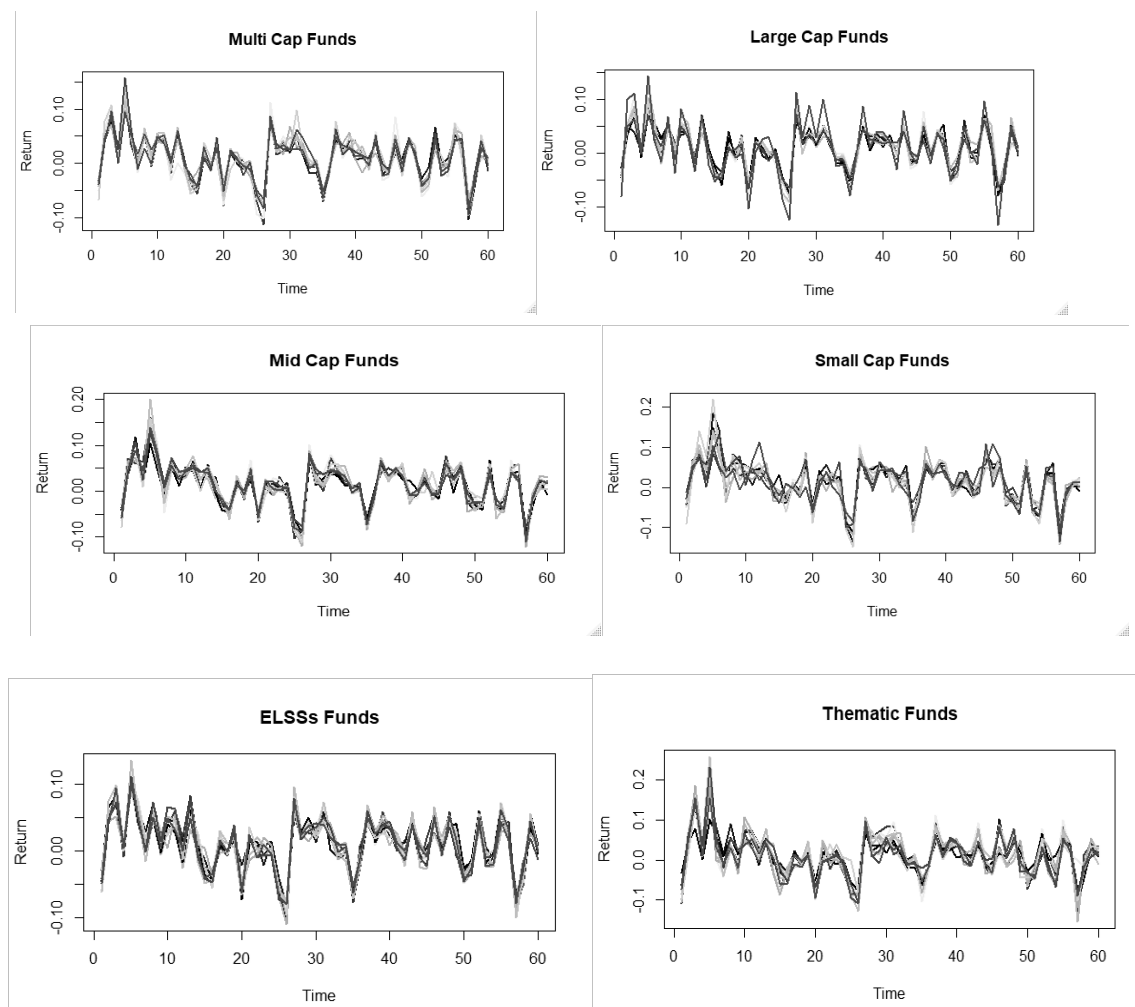 Multi Cap Funds
Return
0.10
0.00
-0.10
0 10 20 30 40 50 60
Time
Large Cap Funds
Return
0.10
0.00
-0.10
0 10 20 30 40 50 60
Time
Mid Cap Funds
Return
0.20
0.10
0.00
-0.10
0 10 20 30 40 50 60
Time
Small Cap Funds
Return
0.2
0.1
0.0
-0.1
0 10 20 30 40 50 60
Time
ELSSs Funds
Return
0.10
0.00
-0.10
0 10 20 30 40 50 60
Time
Thematic Funds
Return
0.2
0.1
0.0
-0.1
0 10 20 30 40 50 60
Time